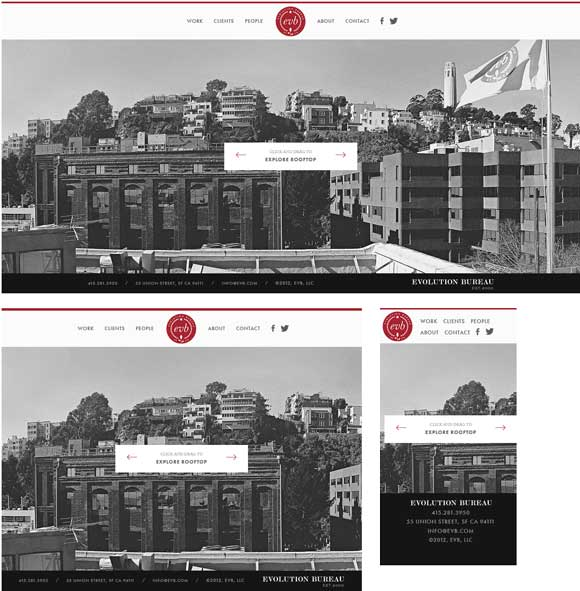 WORK CLIENTS PEOPLE evb ABOUT CONTACT
CLICK AND DRAG TO
EXPLORE ROOFTOP
415.281.3950 / 55 UNION STREET, SF CA 94111 / INFO@EVB.COM / ©2012, EVB, LLC
EVOLUTION BUREAU
WORK CLIENTS PEOPLE evb ABOUT CONTACT
CLICK AND DRAG TO
EXPLORE ROOFTOP
415.281.3950 / 55 UNION STREET, SF CA 94111 / INFO@EVB.COM / ©2012, EVB, LLC
EVOLUTION BUREAU
evb
WORK CLIENTS PEOPLE
ABOUT CONTACT
CLICK AND DRAG TO
EXPLORE ROOFTOP
EVOLUTION BUREAU
415.281.3950
55 UNION STREET, SF CA 94111
INFO@EVB.COM
©2012, EVB, LLC